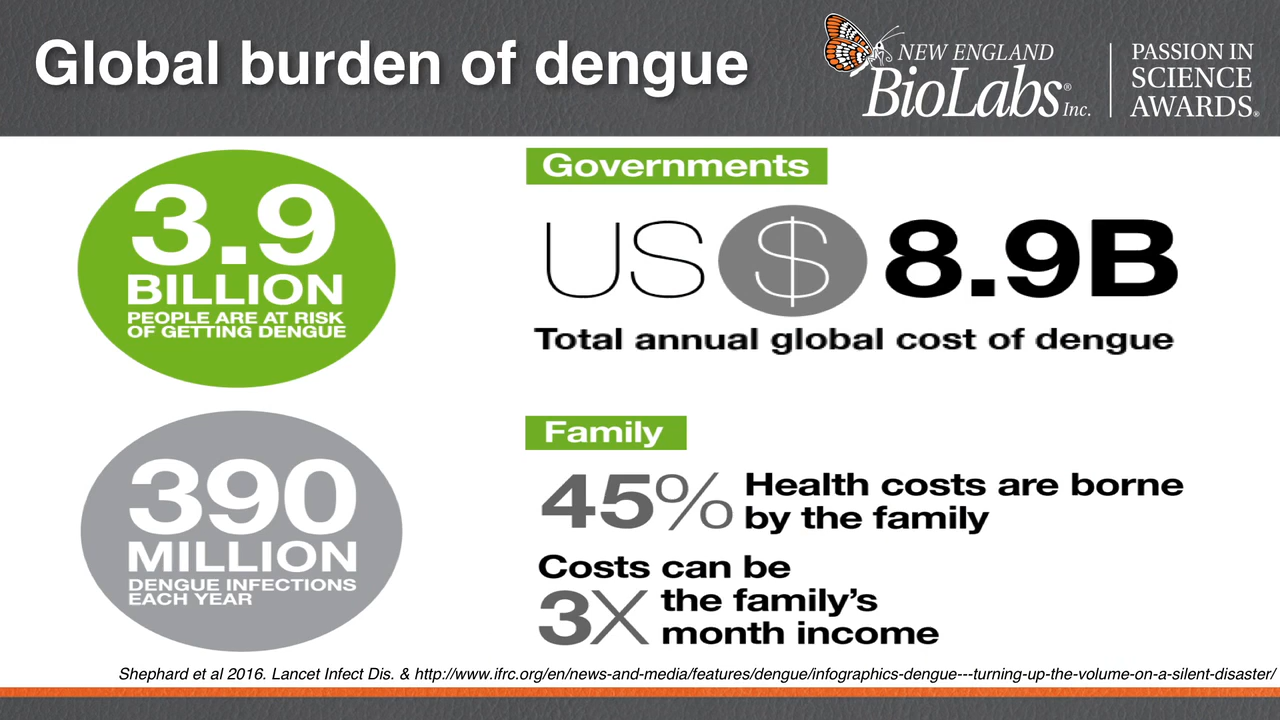 Global burden of dengue
NEW ENGLAND
BioLabs® Inc.
PASSION IN
SCIENCE
AWARDS®
3.9
BILLION
PEOPLE ARE AT RISK
OF GETTING DENGUE
390
MILLION
DENGUE INFECTIONS
EACH YEAR
Governments
US $ 8.9B
Total annual global cost of dengue
Family
45% Health costs are borne
by the family
Costs can be
3X the family's
month income
Shephard et al 2016. Lancet Infect Dis. & http://www.ifrc.org/en/news-and-media/features/dengue/infographics-dengue---turning-up-the-volume-on-a-silent-disaster/